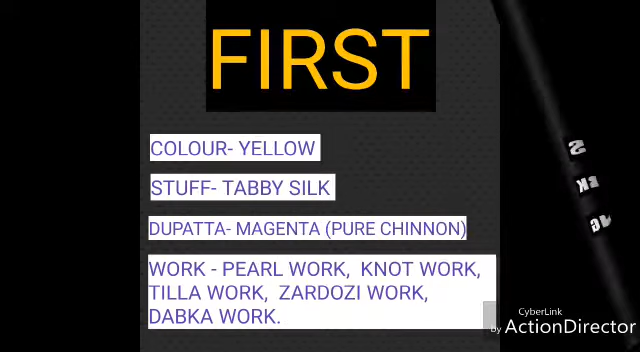 FIRST
COLOUR- YELLOW
STUFF- TABBY SILK
DUPATTA- MAGENTA (PURE CHINNON)
WORK - PEARL WORK, KNOT WORK,
TILLA WORK, ZARDOZI WORK,
DABKA WORK.
CyberLink
by ActionDirector